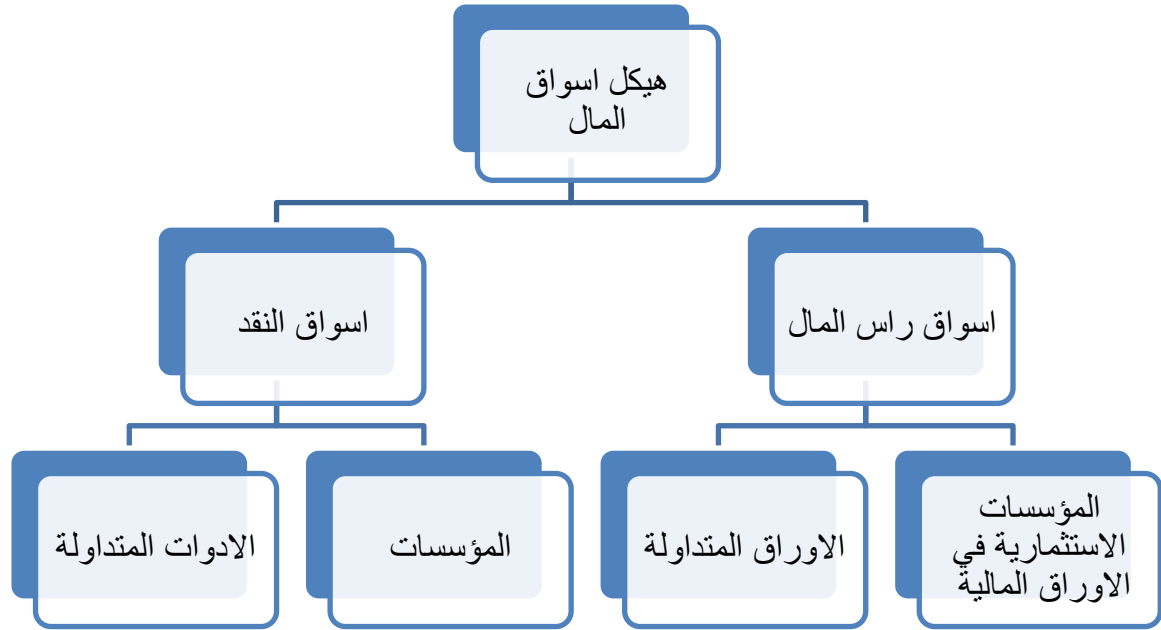 هيكل اسواق
المال
اسواق راس المال
اسواق النقد
المؤسسات
الاستثمارية في
الاوراق المالية
الاوراق المتداولة
المؤسسات
الادوات المتداولة